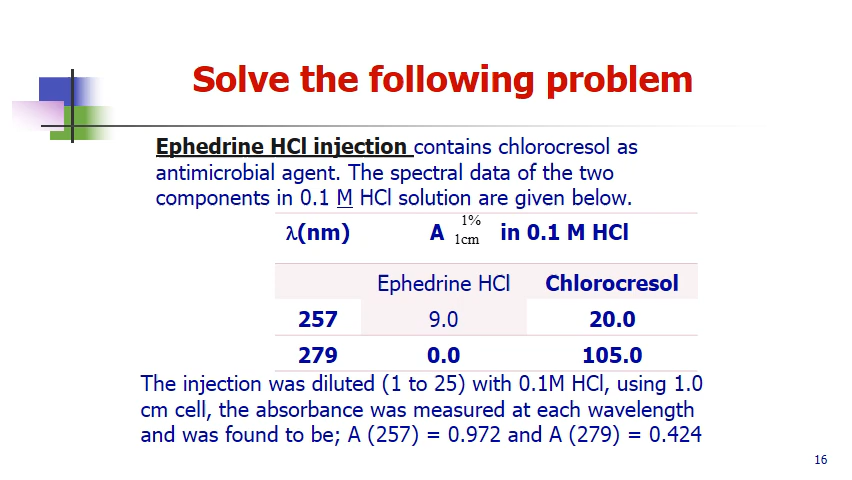 Solve the following problem
Ephedrine HCl injection contains chlorocresol as
antimicrobial agent. The spectral data of the two
components in 0.1 M HCl solution are given below.
λ(nm) A 1% 1cm in 0.1 M HCl
Ephedrine HCl Chlorocresol
257 9.0 20.0
279 0.0 105.0
The injection was diluted (1 to 25) with 0.1M HCl, using 1.0
cm cell, the absorbance was measured at each wavelength
and was found to be; A (257) = 0.972 and A (279) = 0.424
16